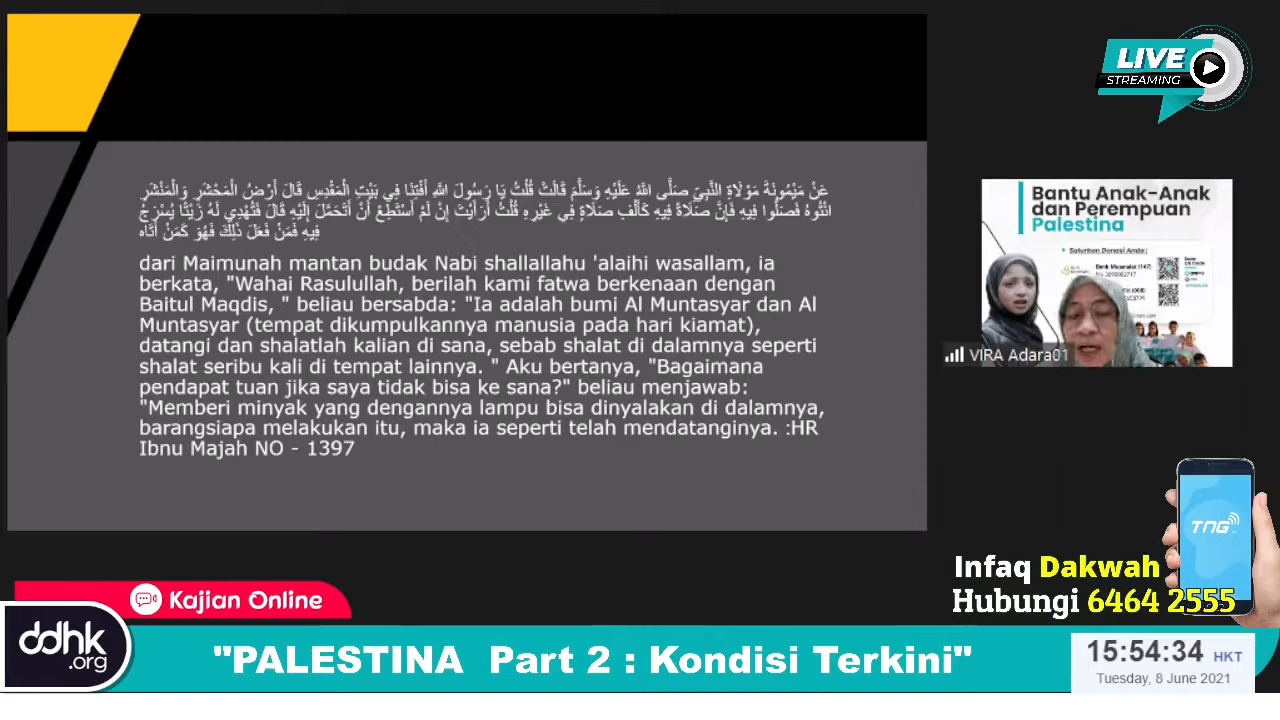 LIVE
STREAMING
عَنْ مَيْمُونَةَ مَوْلَاةِ النَّبِيِّ صَلَّى اللَّهُ عَلَيْهِ وَسَلَّمَ قَالَتْ قُلْتُ يَا رَسُولَ اللَّهِ أَفْتِنَا فِي بَيْتِ الْمَقْدِسِ قَالَ أَرْضُ الْمَحْشَرِ وَالْمَنْشَرِ
ائْتُوهُ فَصَلُّوا فِيهِ فَإِنَّ صَلَاةً فِيهِ كَأَلْفِ صَلَاةٍ فِي غَيْرِهِ قُلْتُ أَرَأَيْتَ إِنْ لَمْ أَسْتَطِعْ أَنْ أَتَحَمَّلَ إِلَيْهِ قَالَ فَتُهْدِي لَهُ زَيْتًا يُسْرَجُ
فِيهِ فَمَنْ فَعَلَ ذَلِكَ فَهُوَ كَمَنْ أَتَاه
dari Maimunah mantan budak Nabi shallallahu 'alaihi wasallam, ia
berkata, "Wahai Rasulullah, berilah kami fatwa berkenaan dengan
Baitul Maqdis, " beliau bersabda: "Ia adalah bumi Al Muntasyar dan Al
Muntasyar (tempat dikumpulkannya manusia pada hari kiamat),
datangi dan shalatlah kalian di sana, sebab shalat di dalamnya seperti
shalat seribu kali di tempat lainnya. " Aku bertanya, "Bagaimana
pendapat tuan jika saya tidak bisa ke sana?" beliau menjawab:
"Memberi minyak yang dengannya lampu bisa dinyalakan di dalamnya,
barangsiapa melakukan itu, maka ia seperti telah mendatanginya. :HR
Ibnu Majah NO - 1397
Bantu Anak-Anak
dan Perempuan
Palestina
Salurkan Donasi Anda:
Bank Muamalat (147)
VIRA Adara01
TNG
Infaq Dakwah
Hubungi 6464 2555
Kajian Online
ddhk
.org
"PALESTINA Part 2 : Kondisi Terkini"
15:54:34 HKT
Tuesday, 8 June 2021